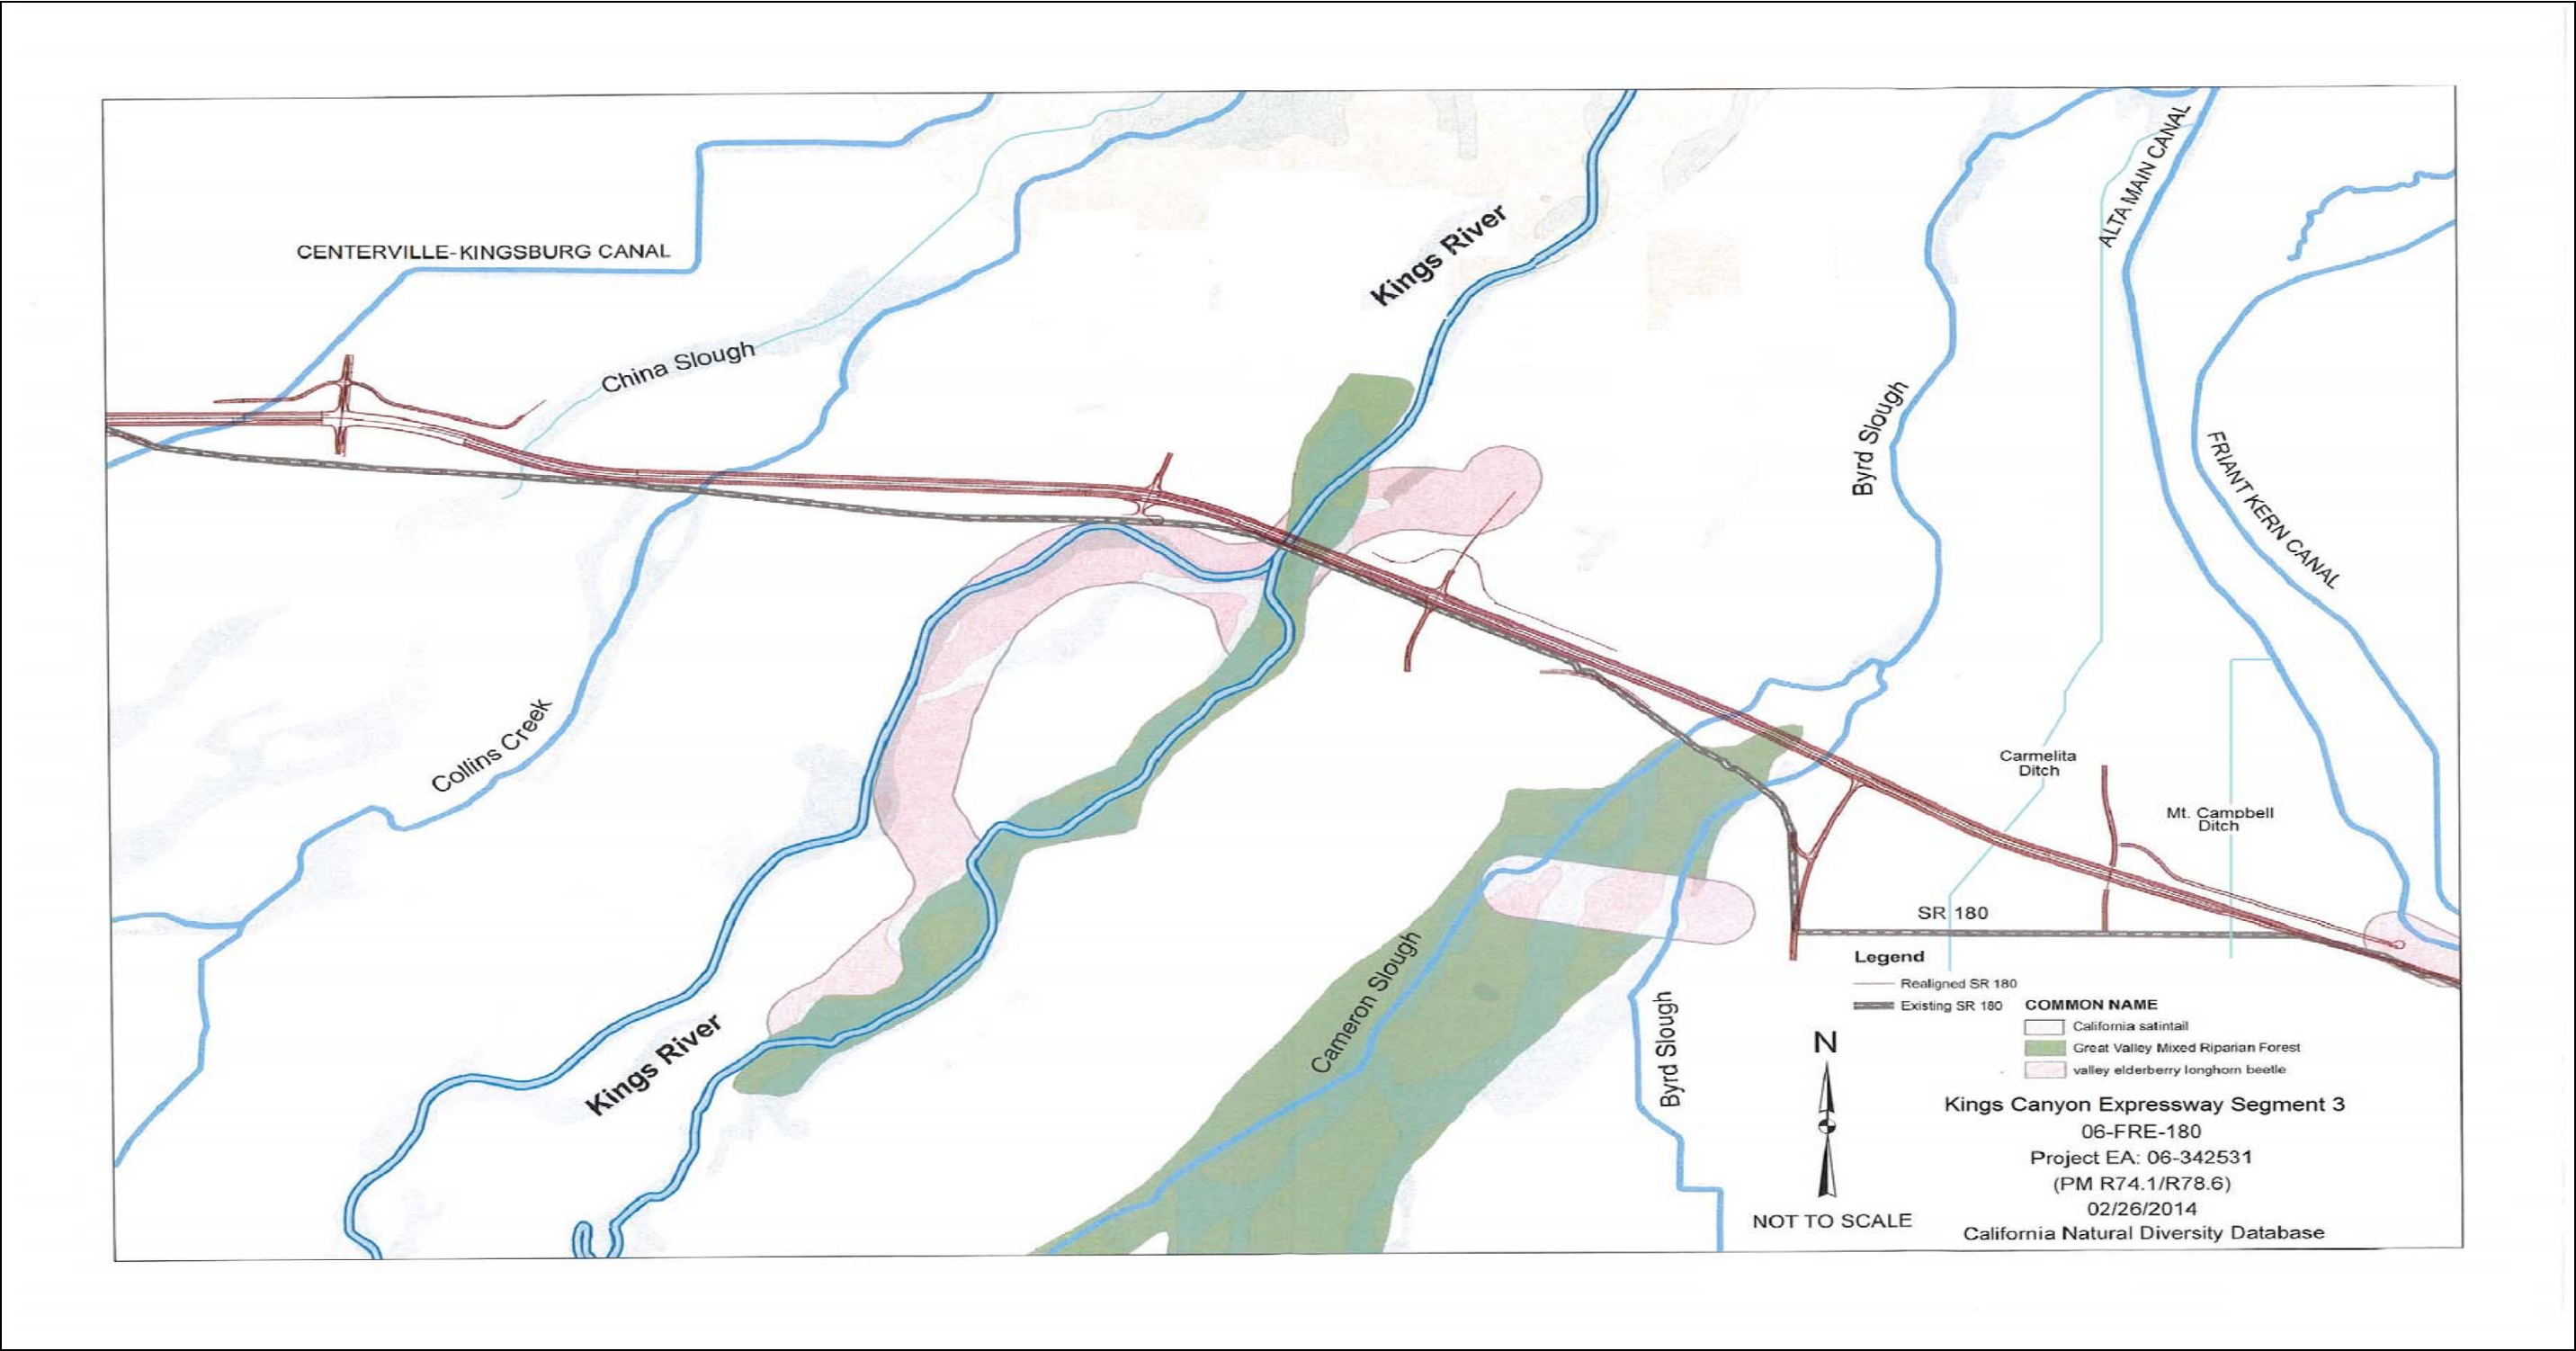 CENTERVILLE-KINGSBURG CANAL
China Slough
Kings River
ALTA MAIN CANAL
Byrd Slough
FRIANT KERN CANAL
Collins Creek
Carmelita
Ditch
Mt. Campbell
Ditch
SR 180
Cameron Slough
Kings River
Byrd Slough
Legend
Realigned SR 180
Existing SR 180
COMMON NAME
California satintail
Great Valley Mixed Riparian Forest
valley elderberry longhorn beetle
N
NOT TO SCALE
Kings Canyon Expressway Segment 3
06-FRE-180
Project EA: 06-342531
(PM R74.1/R78.6)
02/26/2014
California Natural Diversity Database